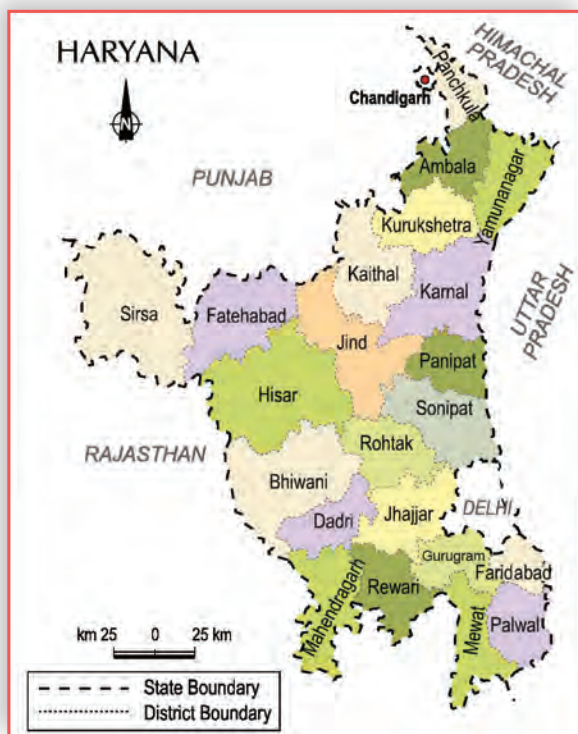 HARYANA
N
HIMACHAL
PRADESH
Panchkula
Chandigarh
PUNJAB
Ambala
Yamunanagar
Kurukshetra
Kaithal
Karnal
UTTAR
PRADESH
Sirsa
Fatehabad
Jind
Panipat
Hisar
Sonipat
RAJASTHAN
Rohtak
Bhiwani
DELHI
Dadri
Jhajjar
Gurugram
Faridabad
Mahendragarh
Rewari
Mewat
Palwal
km 25 0 25 km
State Boundary
District Boundary